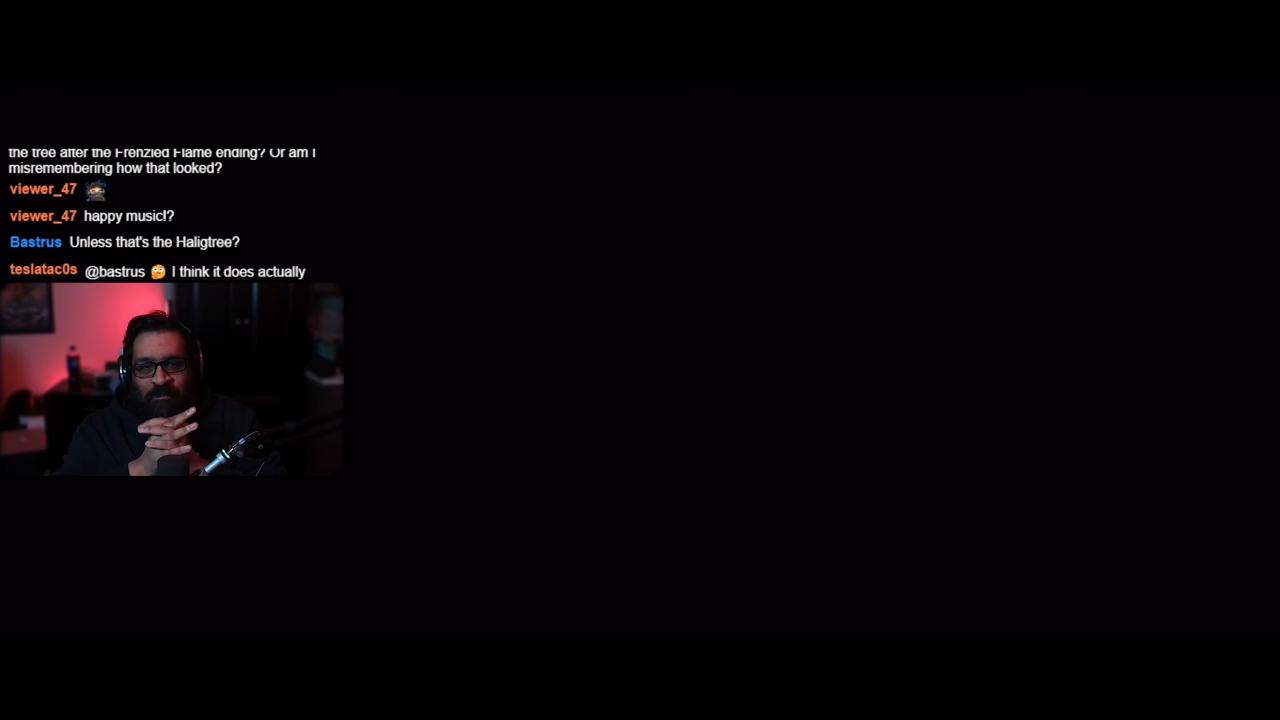 the tree after the Frenzied Flame ending? Or am I
misremembering how that looked?
viewer_47
viewer_47 happy music!?
Bastrus Unless that's the Haligtree?
teslatac0s @bastrus I think it does actually